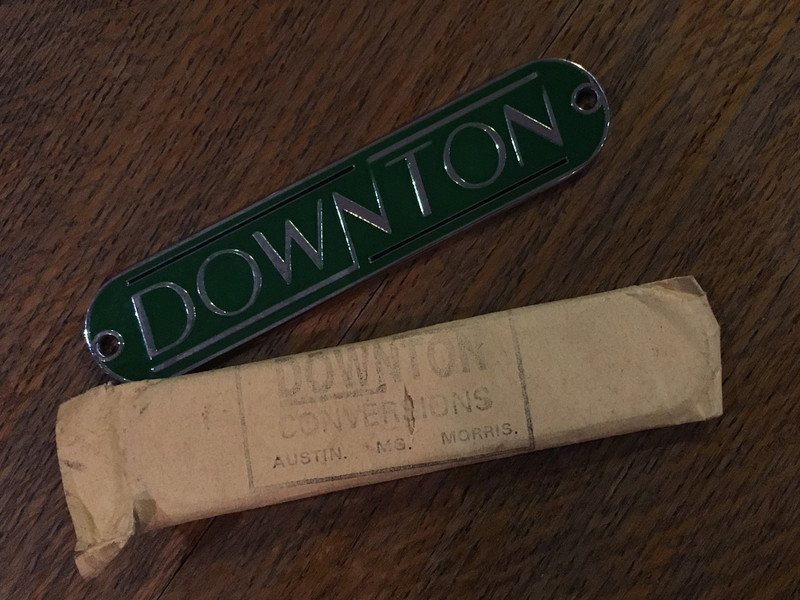 DOWNTON
DOWNTON
CONVERSIONS
AUSTIN. MG. MORRIS.